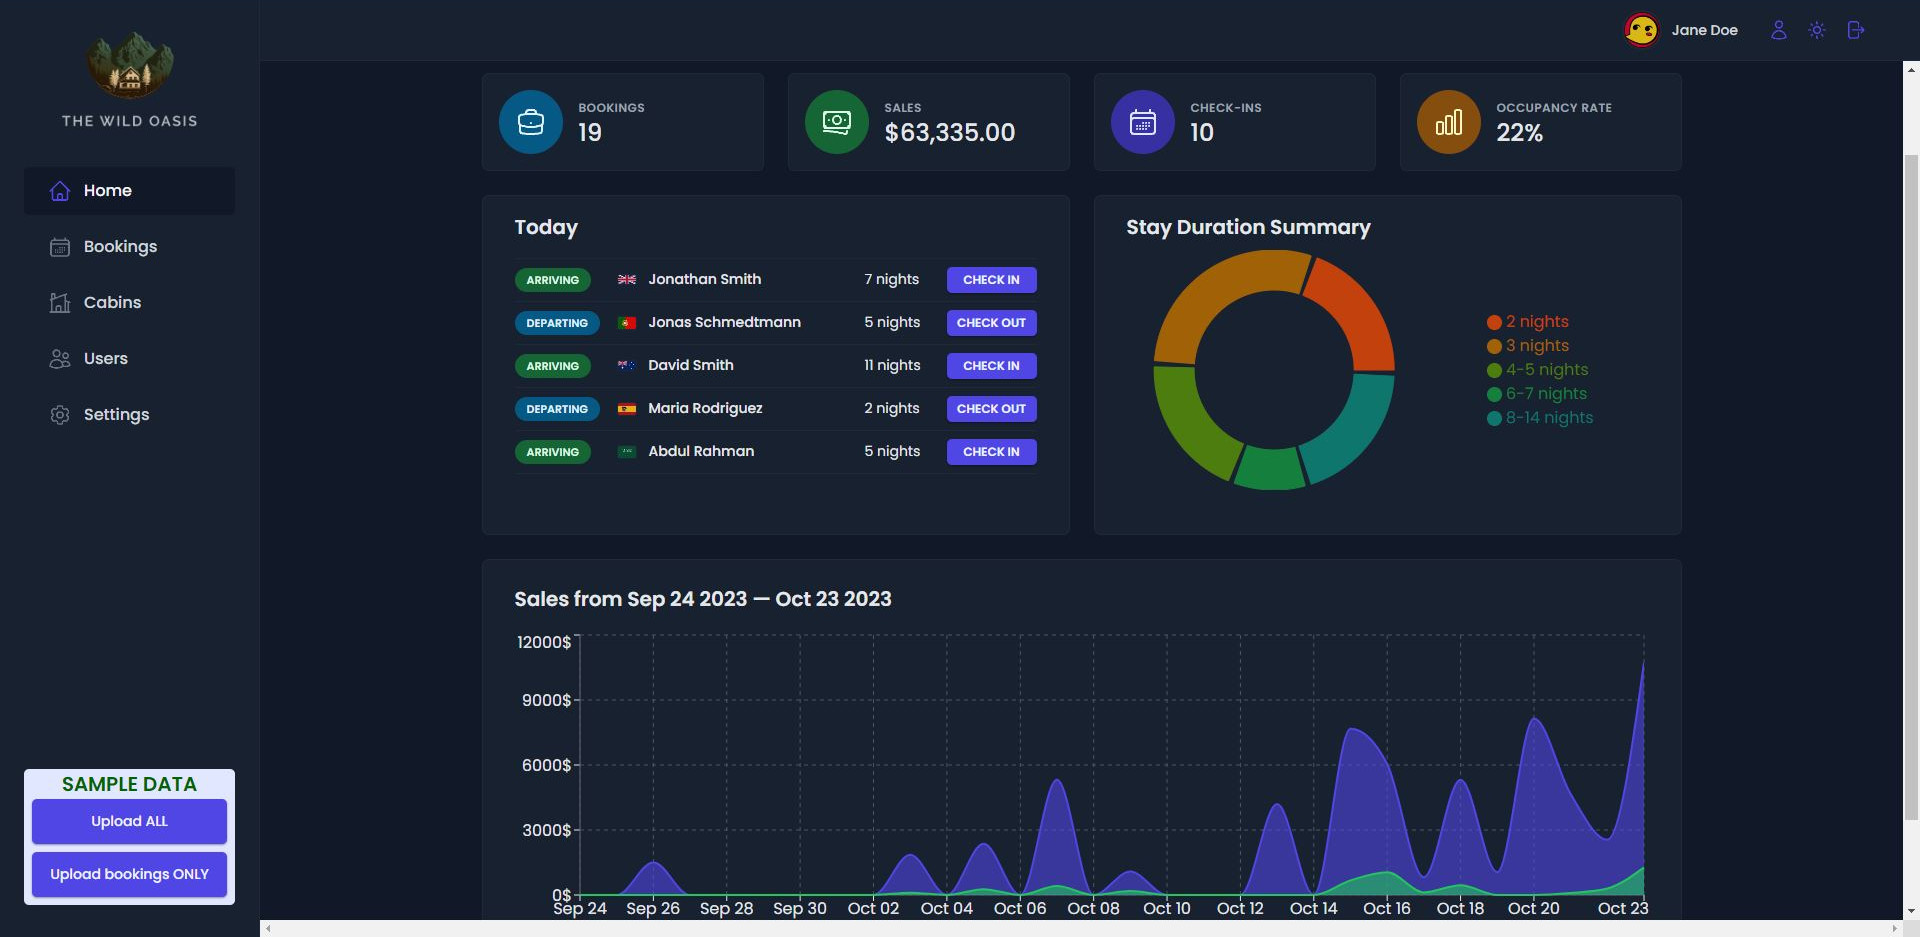 THE WILD OASIS
Home
Bookings
Cabins
Users
Settings
SAMPLE DATA
Upload ALL
Upload bookings ONLY
Jane Doe
BOOKINGS
19
SALES
$63,335.00
CHECK-INS
10
OCCUPANCY RATE
22%
Today
ARRIVING Jonathan Smith 7 nights CHECK IN
DEPARTING Jonas Schmedtmann 5 nights CHECK OUT
ARRIVING David Smith 11 nights CHECK IN
DEPARTING Maria Rodriguez 2 nights CHECK OUT
ARRIVING Abdul Rahman 5 nights CHECK IN
Stay Duration Summary
2 nights
3 nights
4-5 nights
6-7 nights
8-14 nights
Sales from Sep 24 2023 — Oct 23 2023
12000$
9000$
6000$
3000$
0$
Sep 24 Sep 26 Sep 28 Sep 30 Oct 02 Oct 04 Oct 06 Oct 08 Oct 10 Oct 12 Oct 14 Oct 16 Oct 18 Oct 20 Oct 23